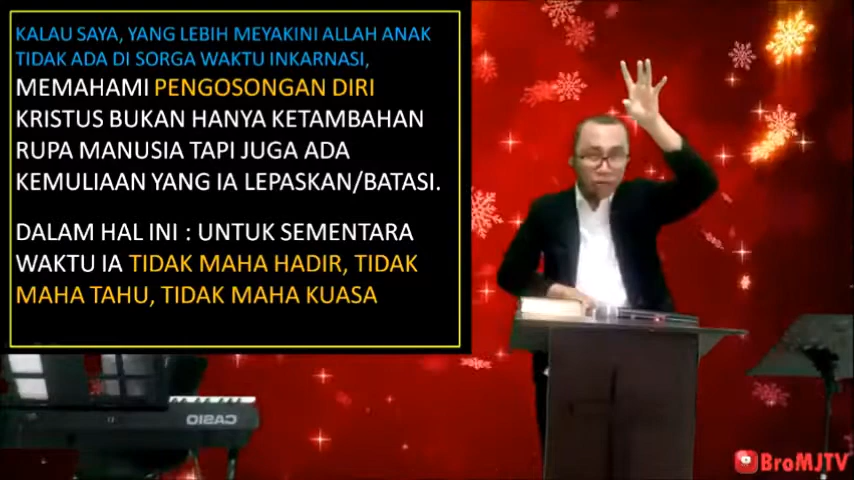 KALAU SAYA, YANG LEBIH MEYAKINI ALLAH ANAK
TIDAK ADA DI SORGA WAKTU INKARNASI,
MEMAHAMI PENGOSONGAN DIRI
KRISTUS BUKAN HANYA KETAMBAHAN
RUPA MANUSIA TAPI JUGA ADA
KEMULIAAN YANG IA LEPASKAN/BATASI.
DALAM HAL INI : UNTUK SEMENTARA
WAKTU IA TIDAK MAHA HADIR, TIDAK
MAHA TAHU, TIDAK MAHA KUASA
CASIO
BroMJTV